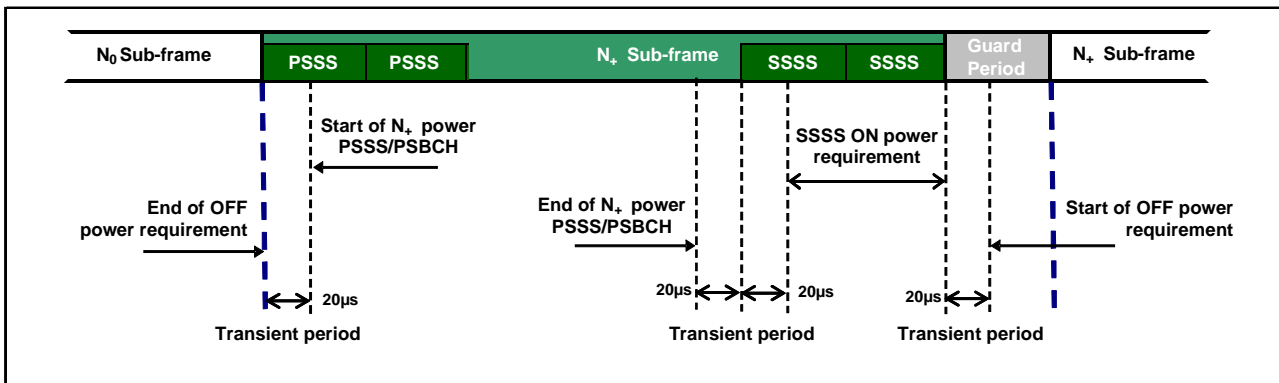 N₀ Sub-frame
PSSS
PSSS
N₊ Sub-frame
SSSS
SSSS
Guard
Period
N₊ Sub-frame
Start of N₊ power
PSSS/PSBCH
SSSS ON power
requirement
End of OFF
power requirement
End of N₊ power
PSSS/PSBCH
Start of OFF power
requirement
20µs
20µs
20µs
20µs
Transient period
Transient period
Transient period